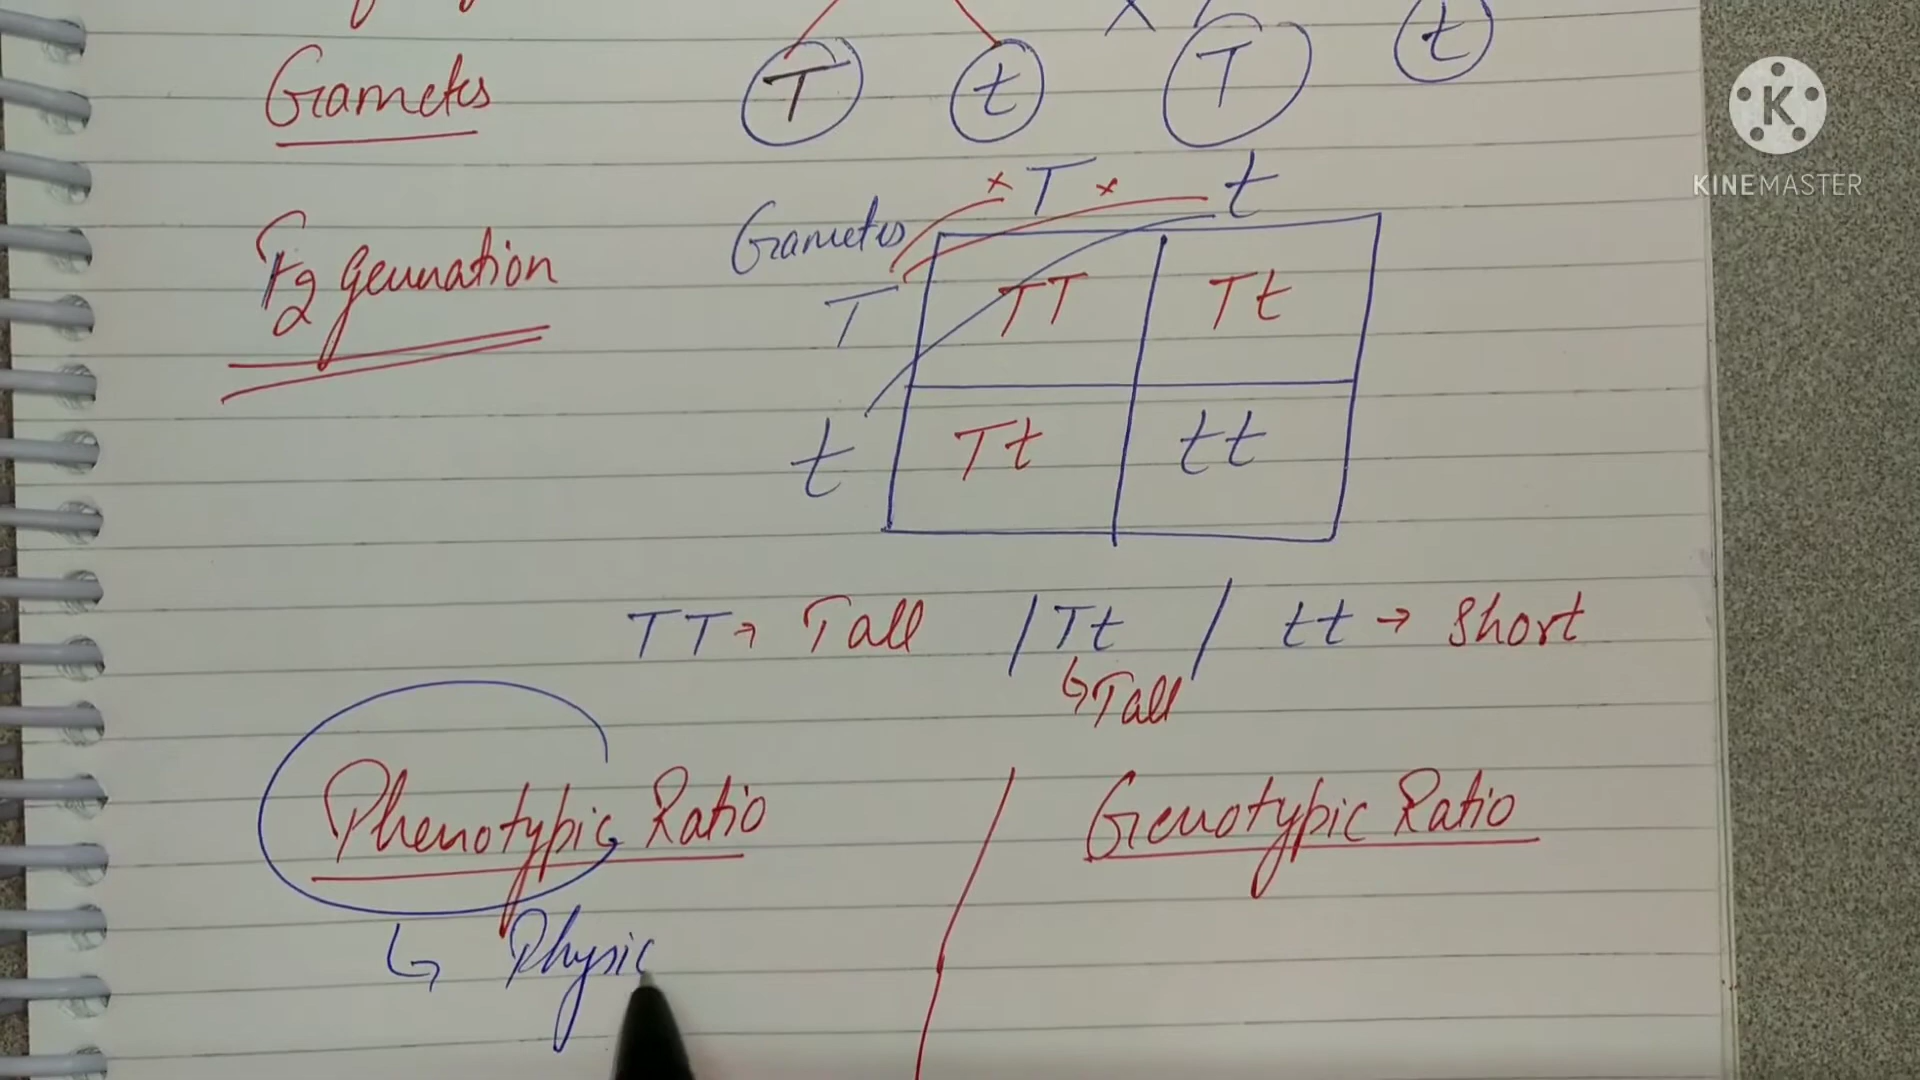 T t T t
Gametes
KINEMASTER
× T × t
Gametes
F2 generation
T TT Tt
t Tt tt
TT → Tall / Tt / tt → Short
↳ Tall
Phenotypic Ratio / Genotypic Ratio
↳ Physic